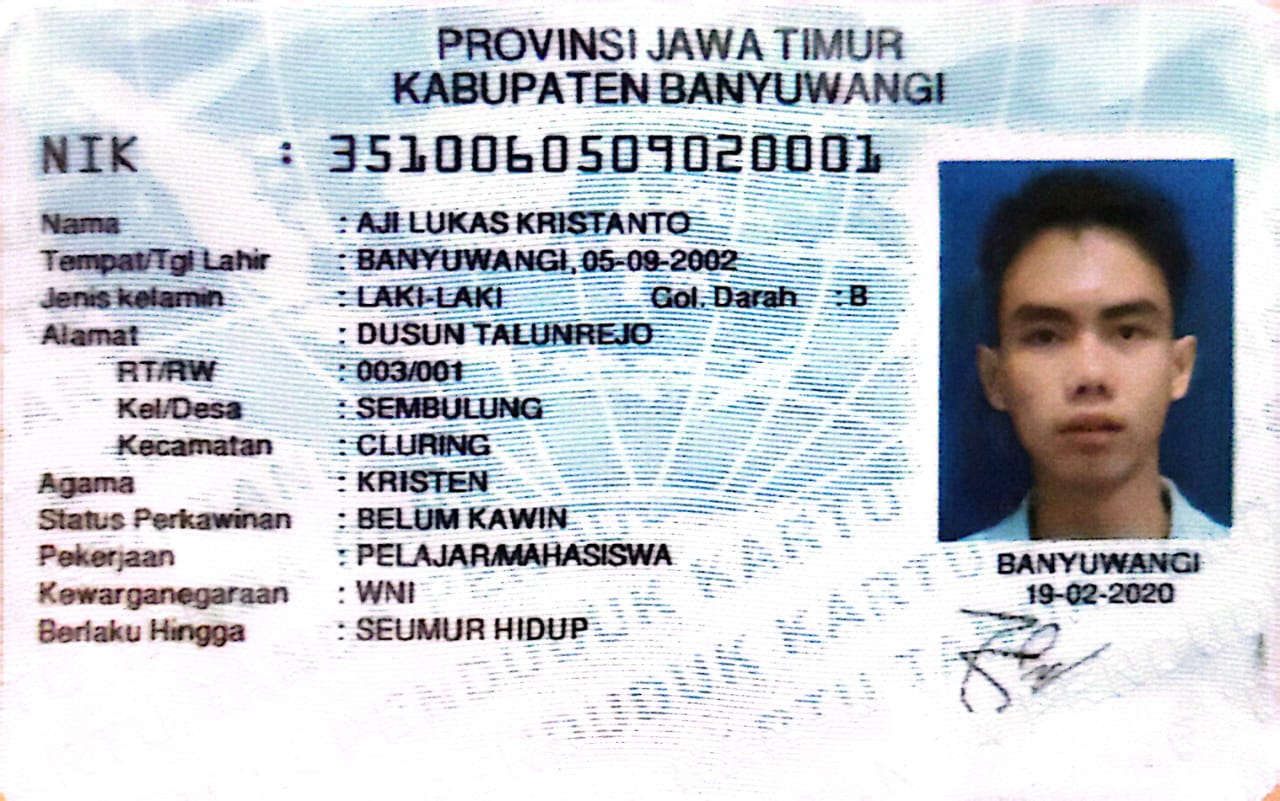 PROVINSI JAWA TIMUR
KABUPATEN BANYUWANGI
NIK : 3510060509020001
Nama : AJI LUKAS KRISTANTO
Tempat/Tgl Lahir : BANYUWANGI, 05-09-2002
Jenis kelamin : LAKI-LAKI Gol. Darah : B
Alamat : DUSUN TALUNREJO
RT/RW : 003/001
Kel/Desa : SEMBULUNG
Kecamatan : CLURING
Agama : KRISTEN
Status Perkawinan : BELUM KAWIN
Pekerjaan : PELAJAR/MAHASISWA
Kewarganegaraan : WNI
Berlaku Hingga : SEUMUR HIDUP
BANYUWANGI
19-02-2020